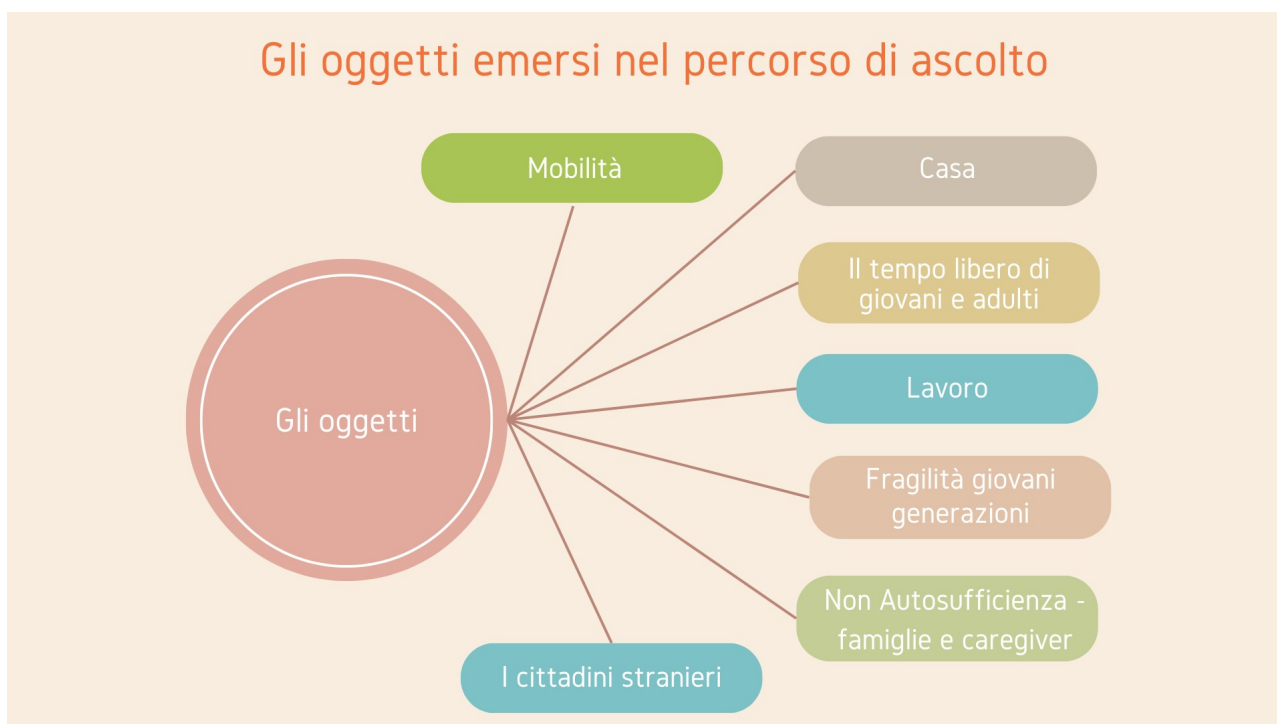 Gli oggetti emersi nel percorso di ascolto
Mobilità
Casa
Il tempo libero di
giovani e adulti
Lavoro
Gli oggetti
Fragilità giovani
generazioni
Non Autosufficienza -
famiglie e caregiver
I cittadini stranieri